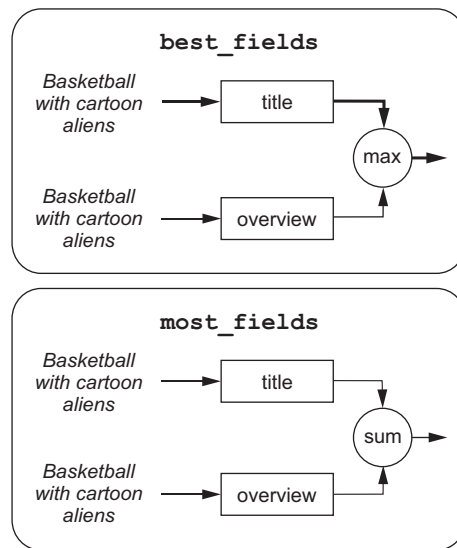 best_fields
Basketball
with cartoon
aliens
title
max
Basketball
with cartoon
aliens
overview
most_fields
Basketball
with cartoon
aliens
title
sum
Basketball
with cartoon
aliens
overview